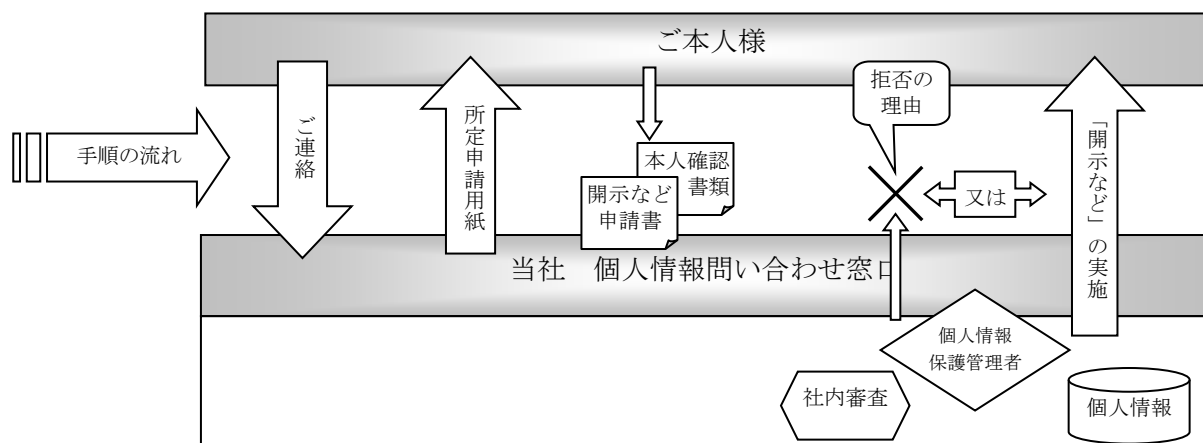 ご本人様
手順の流れ
ご連絡
所定申請用紙
本人確認
書類
開示など
申請書
拒否の
理由
又は
「開示など」の実施
当社　個人情報問い合わせ窓口
社内審査
個人情報
保護管理者
個人情報